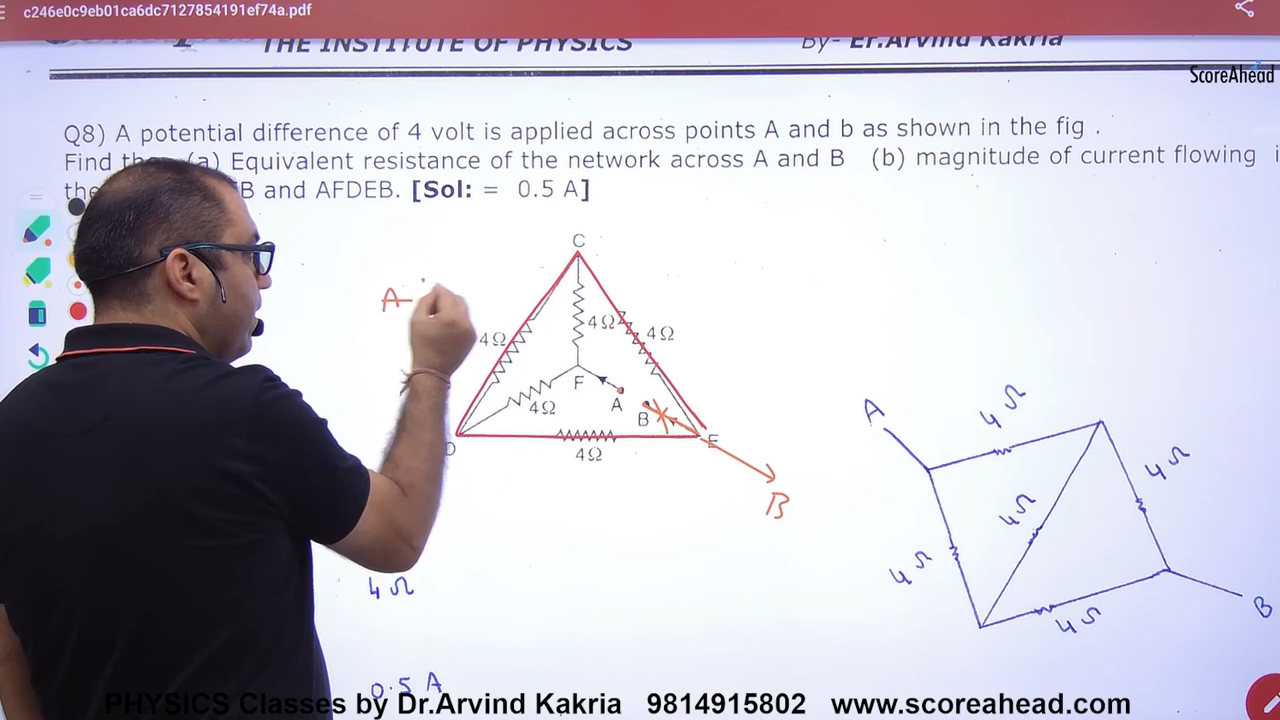 c246e0c9eb01ca6dc7127854191ef74a.pdf
THE INSTITUTE OF PHYSICS By- Er.Arvind Kakria
ScoreAhead
Q8) A potential difference of 4 volt is applied across points A and b as shown in the fig .
Find (a) Equivalent resistance of the network across A and B (b) magnitude of current flowing
B and AFDEB. [Sol: = 0.5 A]
C
A-
4Ω 4Ω 4Ω
F
A
4Ω B
D E
4Ω
B
A 4Ω
4Ω
4Ω
4Ω
4Ω B
4Ω
0.5 A
PHYSICS Classes by Dr.Arvind Kakria 9814915802 www.scoreahead.com